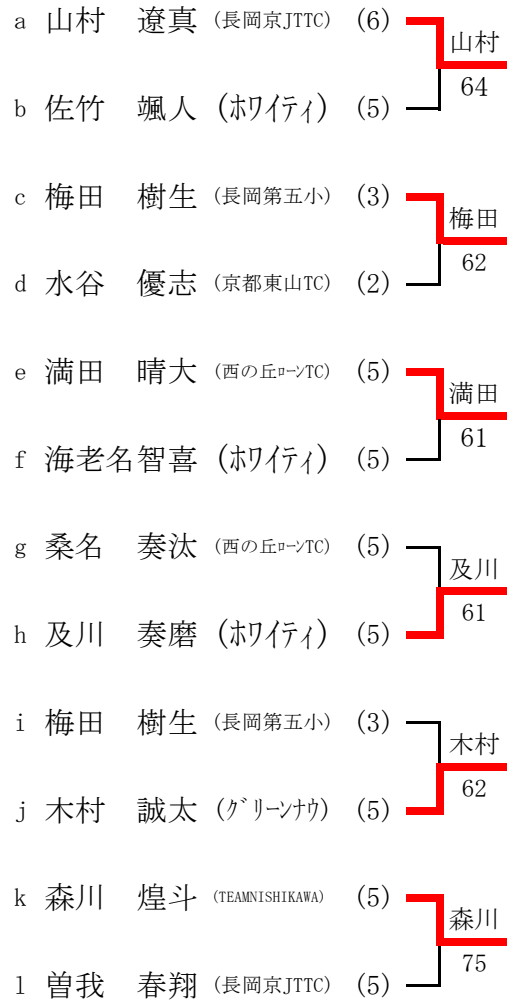 a 山村 遼真 (長岡京JTTC) (6)
山村
64
b 佐竹 颯人 (ホワイティ) (5)
c 梅田 樹生 (長岡第五小) (3)
梅田
62
d 水谷 優志 (京都東山TC) (2)
e 満田 晴大 (西の丘ローンTC) (5)
満田
61
f 海老名智喜 (ホワイティ) (5)
g 桑名 奏汰 (西の丘ローンTC) (5)
及川
61
h 及川 奏磨 (ホワイティ) (5)
i 梅田 樹生 (長岡第五小) (3)
木村
62
j 木村 誠太 (グリーンナウ) (5)
k 森川 煌斗 (TEAMNISHIKAWA) (5)
森川
75
l 曽我 春翔 (長岡京JTTC) (5)